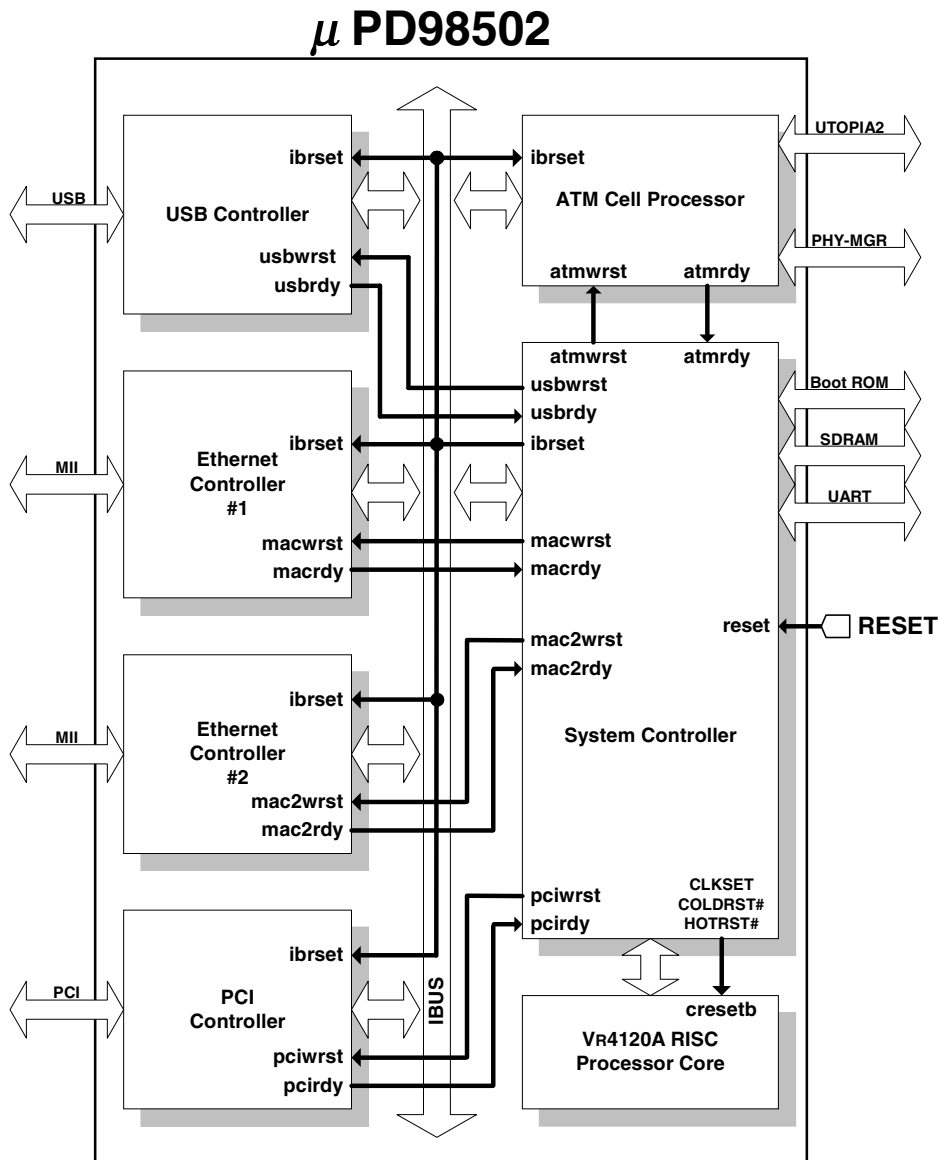 μ PD98502
ibrset
USB Controller
usbwrst
usbrdy
USB
ibrset
ATM Cell Processor
atmwrst atmrdy
UTOPIA2
PHY-MGR
ibrset
Ethernet
Controller
#1
macwrst
macrdy
MII
ibrset
Ethernet
Controller
#2
mac2wrst
mac2rdy
MII
ibrset
PCI
Controller
pciwrst
pcirdy
PCI
IBUS
atmwrst atmrdy
usbwrst
usbrdy
ibrset
macwrst
macrdy
reset
mac2wrst
mac2rdy
System Controller
pciwrst
pcirdy
CLKSET
COLDRST#
HOTRST#
Boot ROM
SDRAM
UART
RESET
cresetb
VR4120A RISC
Processor Core